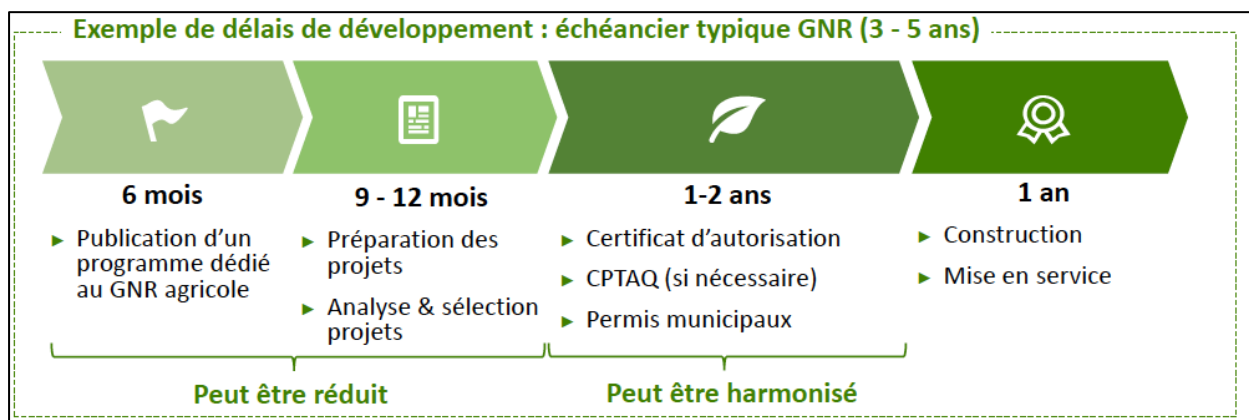 Exemple de délais de développement : échéancier typique GNR (3 - 5 ans)
6 mois
► Publication d'un
programme dédié
au GNR agricole
9 - 12 mois
► Préparation des
projets
► Analyse & sélection
projets
1-2 ans
► Certificat d'autorisation
► CPTAQ (si nécessaire)
► Permis municipaux
1 an
► Construction
► Mise en service
Peut être réduit
Peut être harmonisé